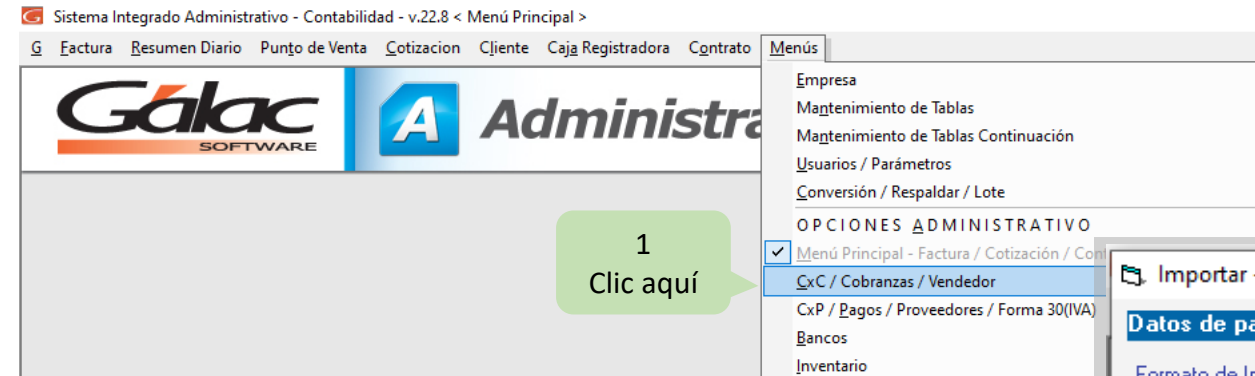 Sistema Integrado Administrativo - Contabilidad - v.22.8 < Menú Principal >
G Factura Resumen Diario Punto de Venta Cotizacion Cliente Caja Registradora Contrato Menús
Gálac
SOFTWARE
A
Administra
Empresa
Mantenimiento de Tablas
Mantenimiento de Tablas Continuación
Usuarios / Parámetros
Conversión / Respaldar / Lote
OPCIONES ADMINISTRATIVO
Menú Principal - Factura / Cotización / Con
CxC / Cobranzas / Vendedor
CxP / Pagos / Proveedores / Forma 30(IVA)
Bancos
Inventario
1
Clic aquí
Importar
Datos de pa
Formato de I